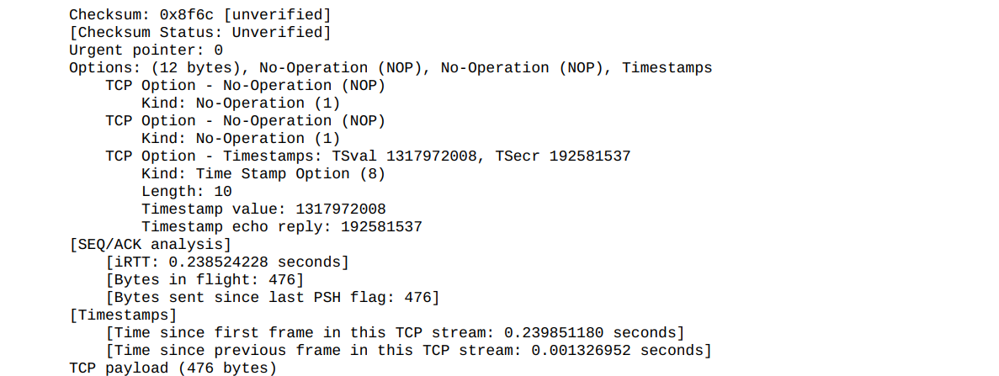 Checksum: 0x8f6c [unverified]
[Checksum Status: Unverified]
Urgent pointer: 0
Options: (12 bytes), No-Operation (NOP), No-Operation (NOP), Timestamps
TCP Option - No-Operation (NOP)
Kind: No-Operation (1)
TCP Option - No-Operation (NOP)
Kind: No-Operation (1)
TCP Option - Timestamps: TSval 1317972008, TSecr 192581537
Kind: Time Stamp Option (8)
Length: 10
Timestamp value: 1317972008
Timestamp echo reply: 192581537
[SEQ/ACK analysis]
[iRTT: 0.238524228 seconds]
[Bytes in flight: 476]
[Bytes sent since last PSH flag: 476]
[Timestamps]
[Time since first frame in this TCP stream: 0.239851180 seconds]
[Time since previous frame in this TCP stream: 0.001326952 seconds]
TCP payload (476 bytes)